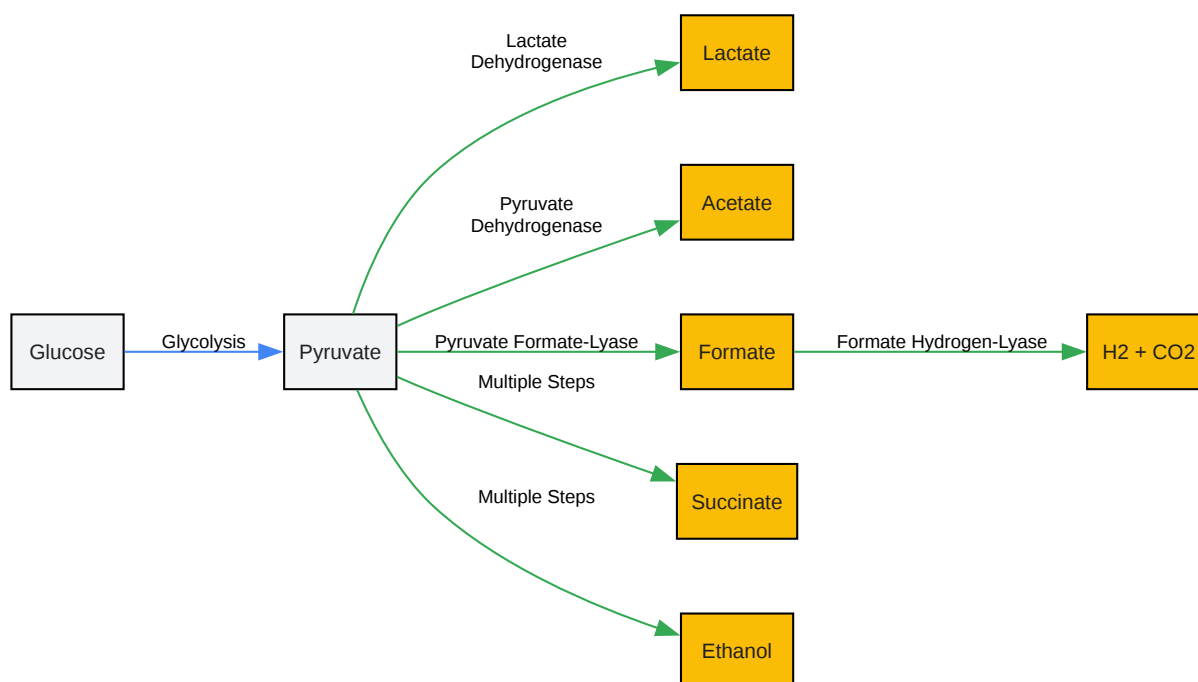 Lactate
Dehydrogenase
Lactate
Pyruvate
Dehydrogenase
Acetate
Glucose
Glycolysis
Pyruvate
Pyruvate Formate-Lyase
Formate
Formate Hydrogen-Lyase
H2 + CO2
Multiple Steps
Succinate
Multiple Steps
Ethanol